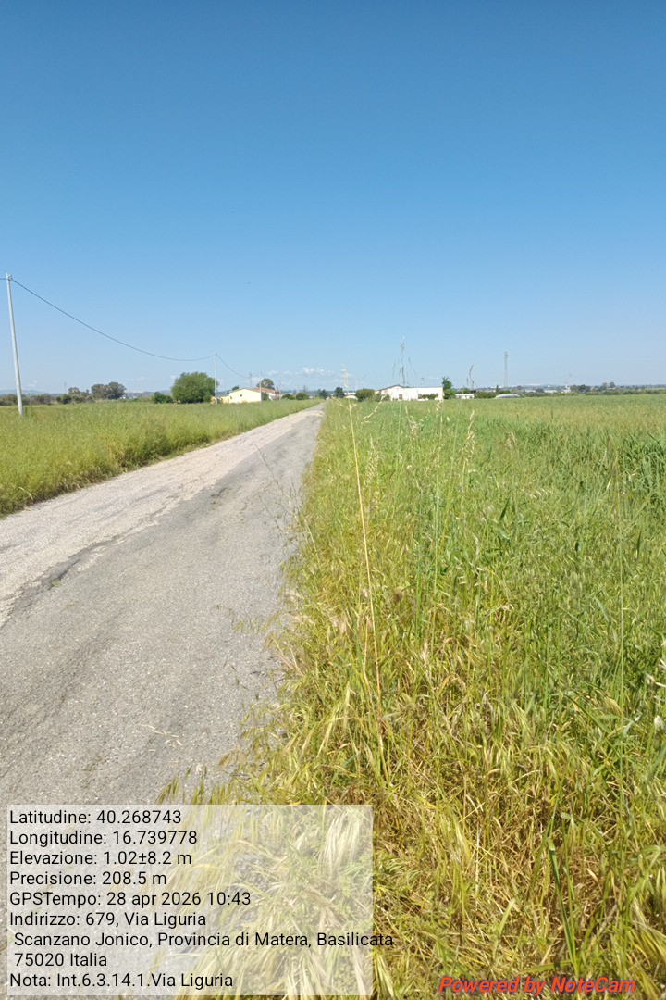 Latitudine: 40.268743
Longitudine: 16.739778
Elevazione: 1.02±8.2 m
Precisione: 208.5 m
GPSTempo: 28 apr 2026 10:43
Indirizzo: 679, Via Liguria
Scanzano Jonico, Provincia di Matera, Basilicata
75020 Italia
Nota: Int.6.3.14.1.Via Liguria
Powered by NoteCam